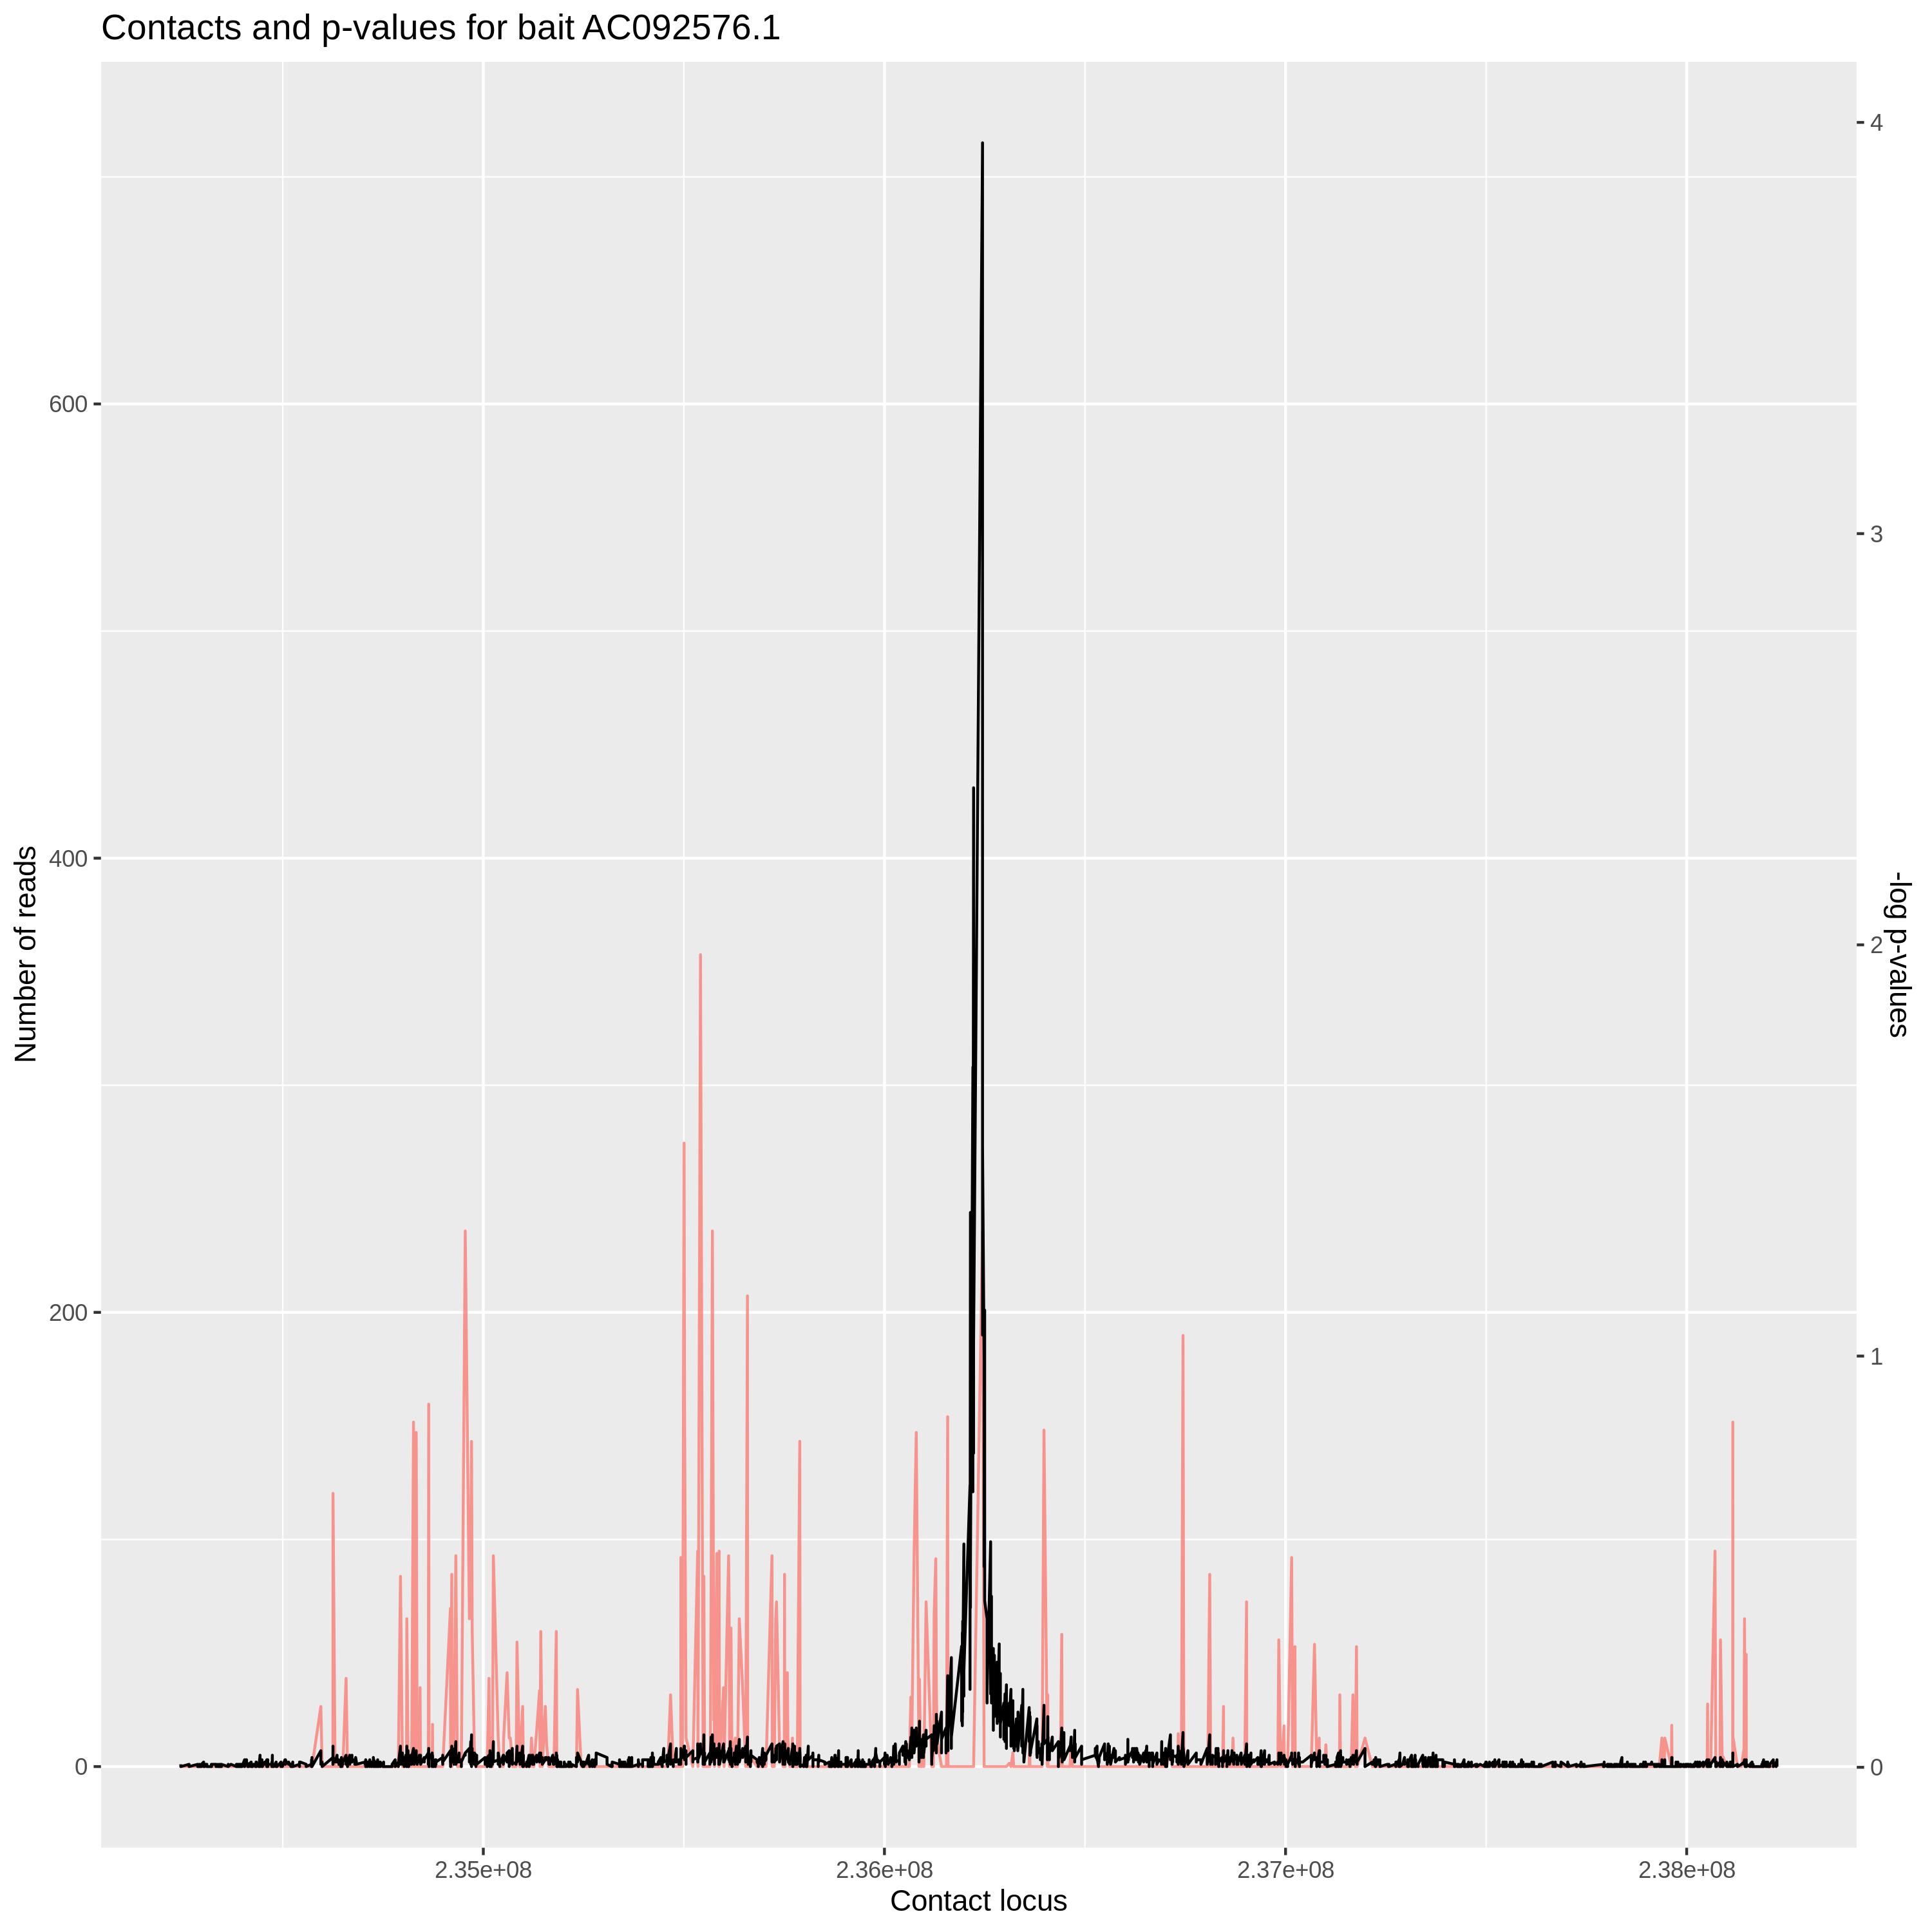 Contacts and p-values for bait AC092576.1
Number of reads
600
400
200
0
4
3
2
1
0
-log p-values
2.35e+08
2.36e+08
2.37e+08
2.38e+08
Contact locus